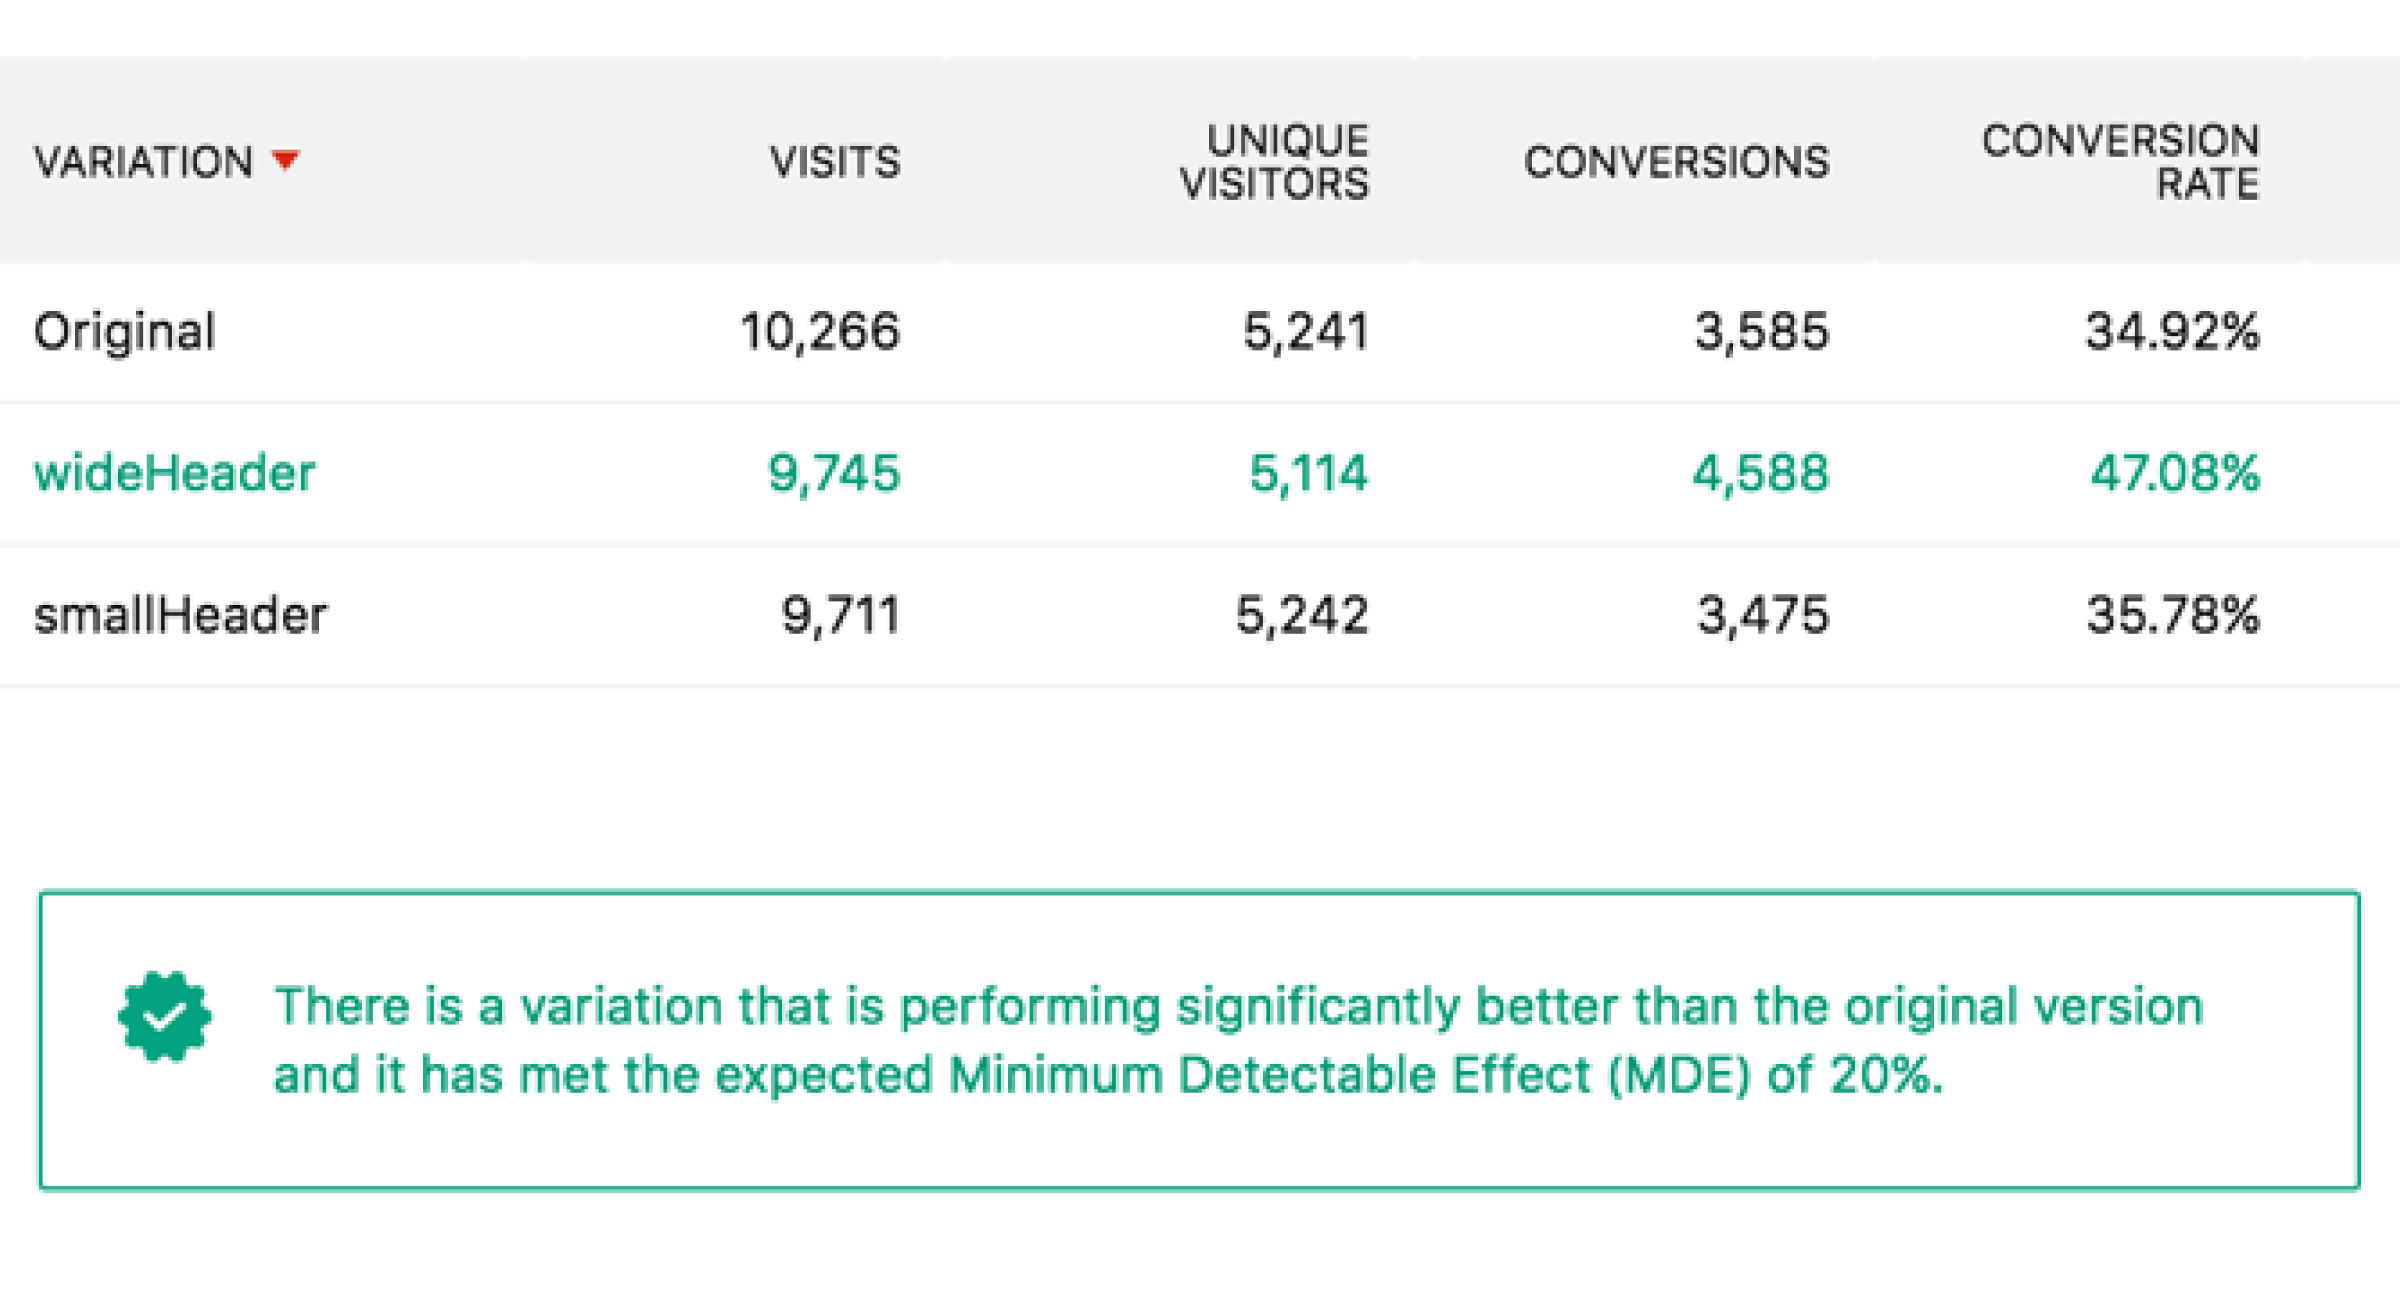 VARIATION VISITS UNIQUE VISITORS CONVERSIONS CONVERSION RATE
Original 10,266 5,241 3,585 34.92%
wideHeader 9,745 5,114 4,588 47.08%
smallHeader 9,711 5,242 3,475 35.78%
There is a variation that is performing significantly better than the original version
and it has met the expected Minimum Detectable Effect (MDE) of 20%.